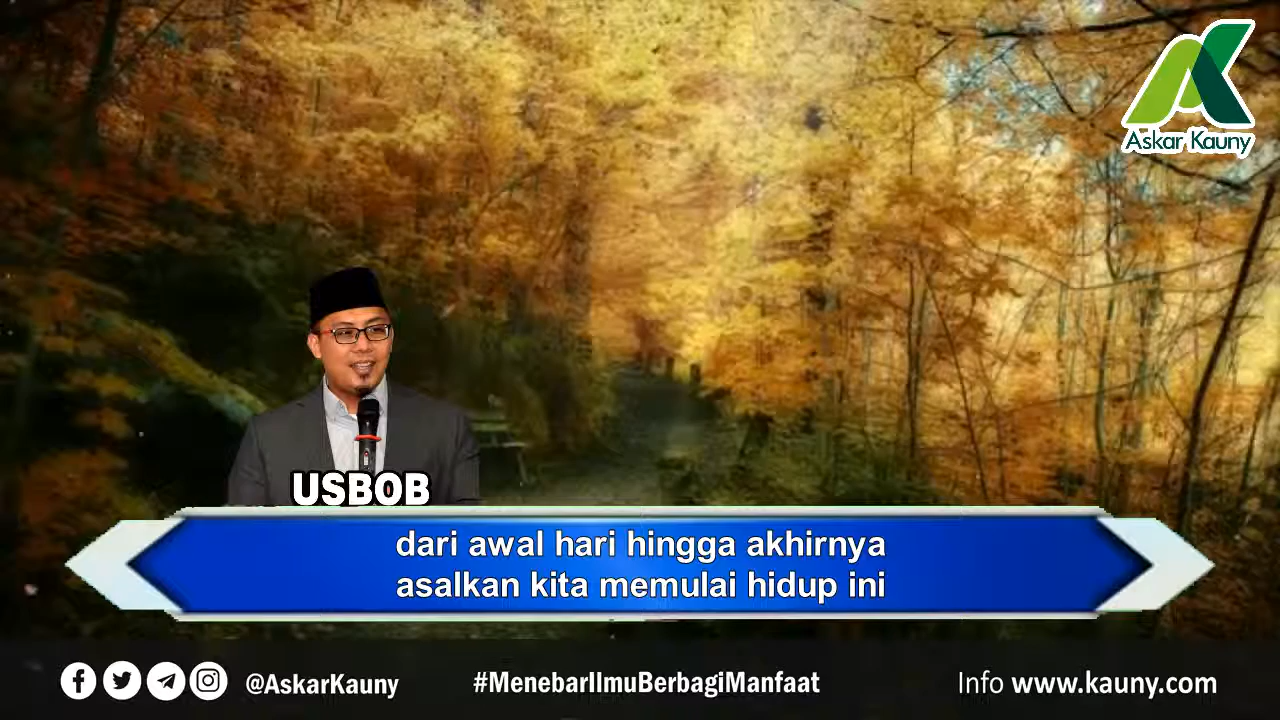 Askar Kauny
USBOB
dari awal hari hingga akhirnya
asalkan kita memulai hidup ini
@AskarKauny
#MenebarIlmuBerbagiManfaat
Info www.kauny.com